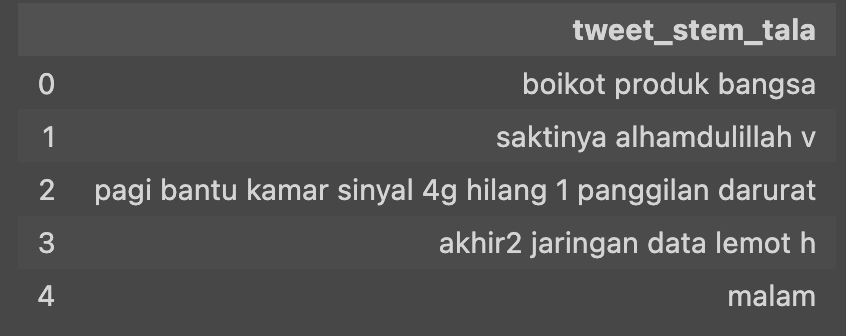 tweet_stem_tala
0 boikot produk bangsa
1 saktinya alhamdulillah v
2 pagi bantu kamar sinyal 4g hilang 1 panggilan darurat
3 akhir2 jaringan data lemot h
4 malam